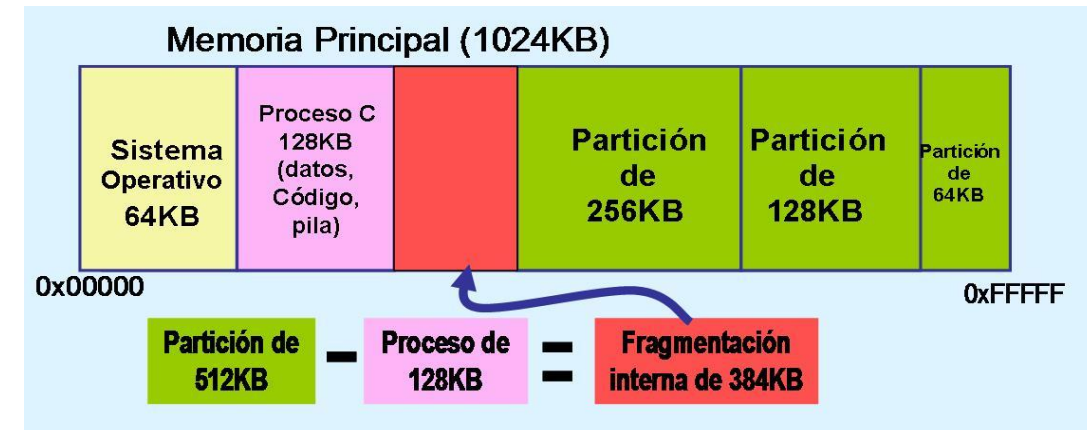 Memoria Principal (1024KB)
Sistema
Operativo
64KB
Proceso C
128KB
(datos,
Código,
pila)
Partición
de
256KB
Partición
de
128KB
Partición
de
64KB
0x00000
0xFFFFF
Partición de
512KB
Proceso de
128KB
Fragmentación
interna de 384KB